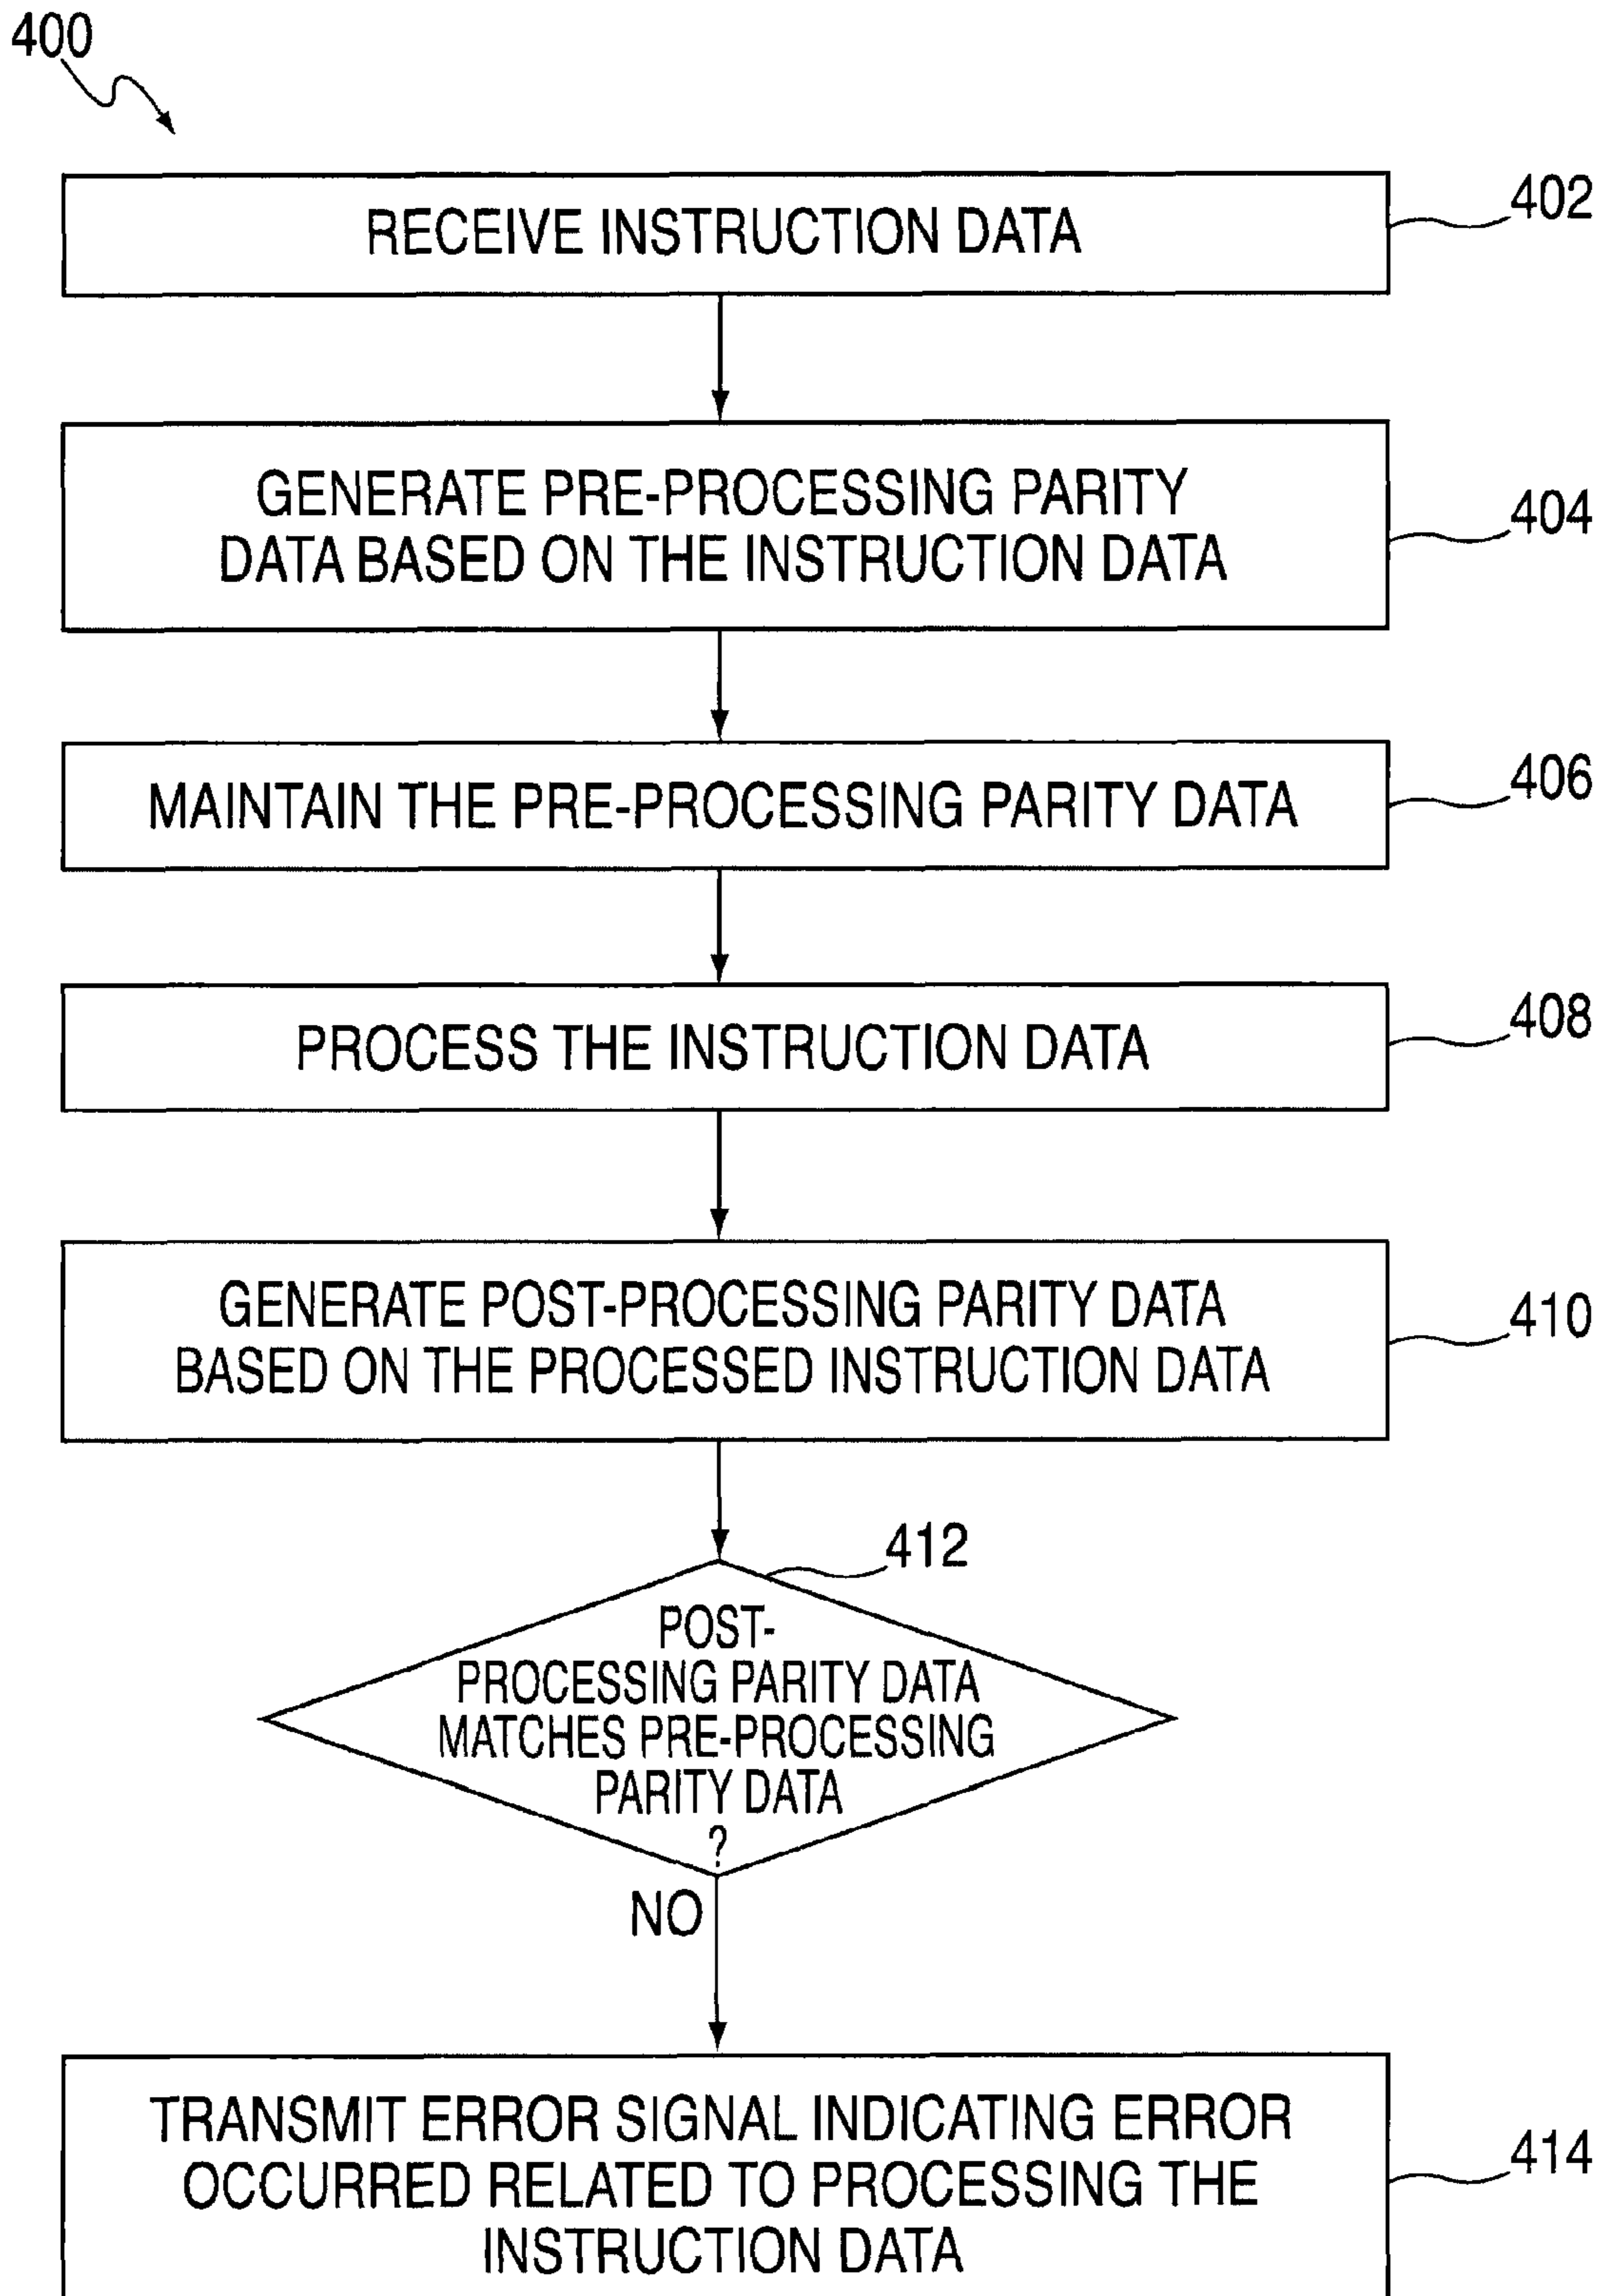 400
RECEIVE INSTRUCTION DATA
402
GENERATE PRE-PROCESSING PARITY
DATA BASED ON THE INSTRUCTION DATA
404
MAINTAIN THE PRE-PROCESSING PARITY DATA
406
PROCESS THE INSTRUCTION DATA
408
GENERATE POST-PROCESSING PARITY DATA
BASED ON THE PROCESSED INSTRUCTION DATA
410
412
POST-
PROCESSING PARITY DATA
MATCHES PRE-PROCESSING
PARITY DATA
?
NO
TRANSMIT ERROR SIGNAL INDICATING ERROR
OCCURRED RELATED TO PROCESSING THE
INSTRUCTION DATA
414